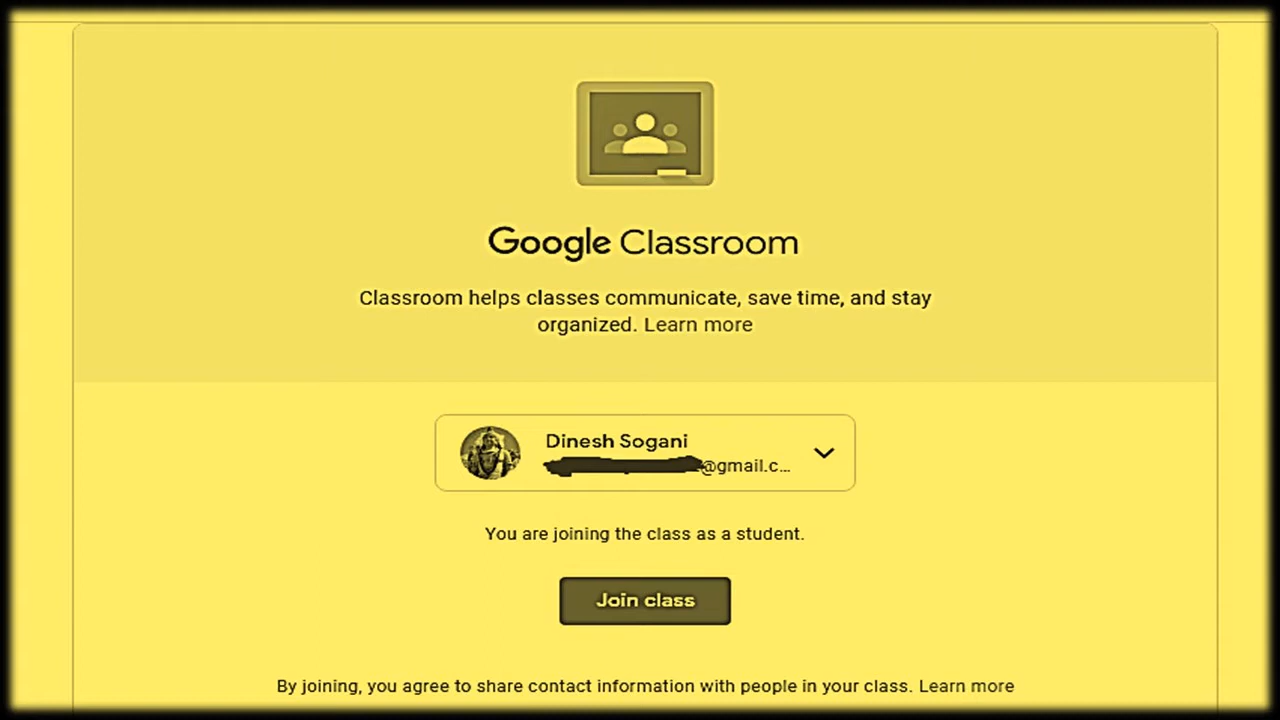 Google Classroom
Classroom helps classes communicate, save time, and stay
organized. Learn more
Dinesh Sogani
@gmail.c...
You are joining the class as a student.
Join class
By joining, you agree to share contact information with people in your class. Learn more